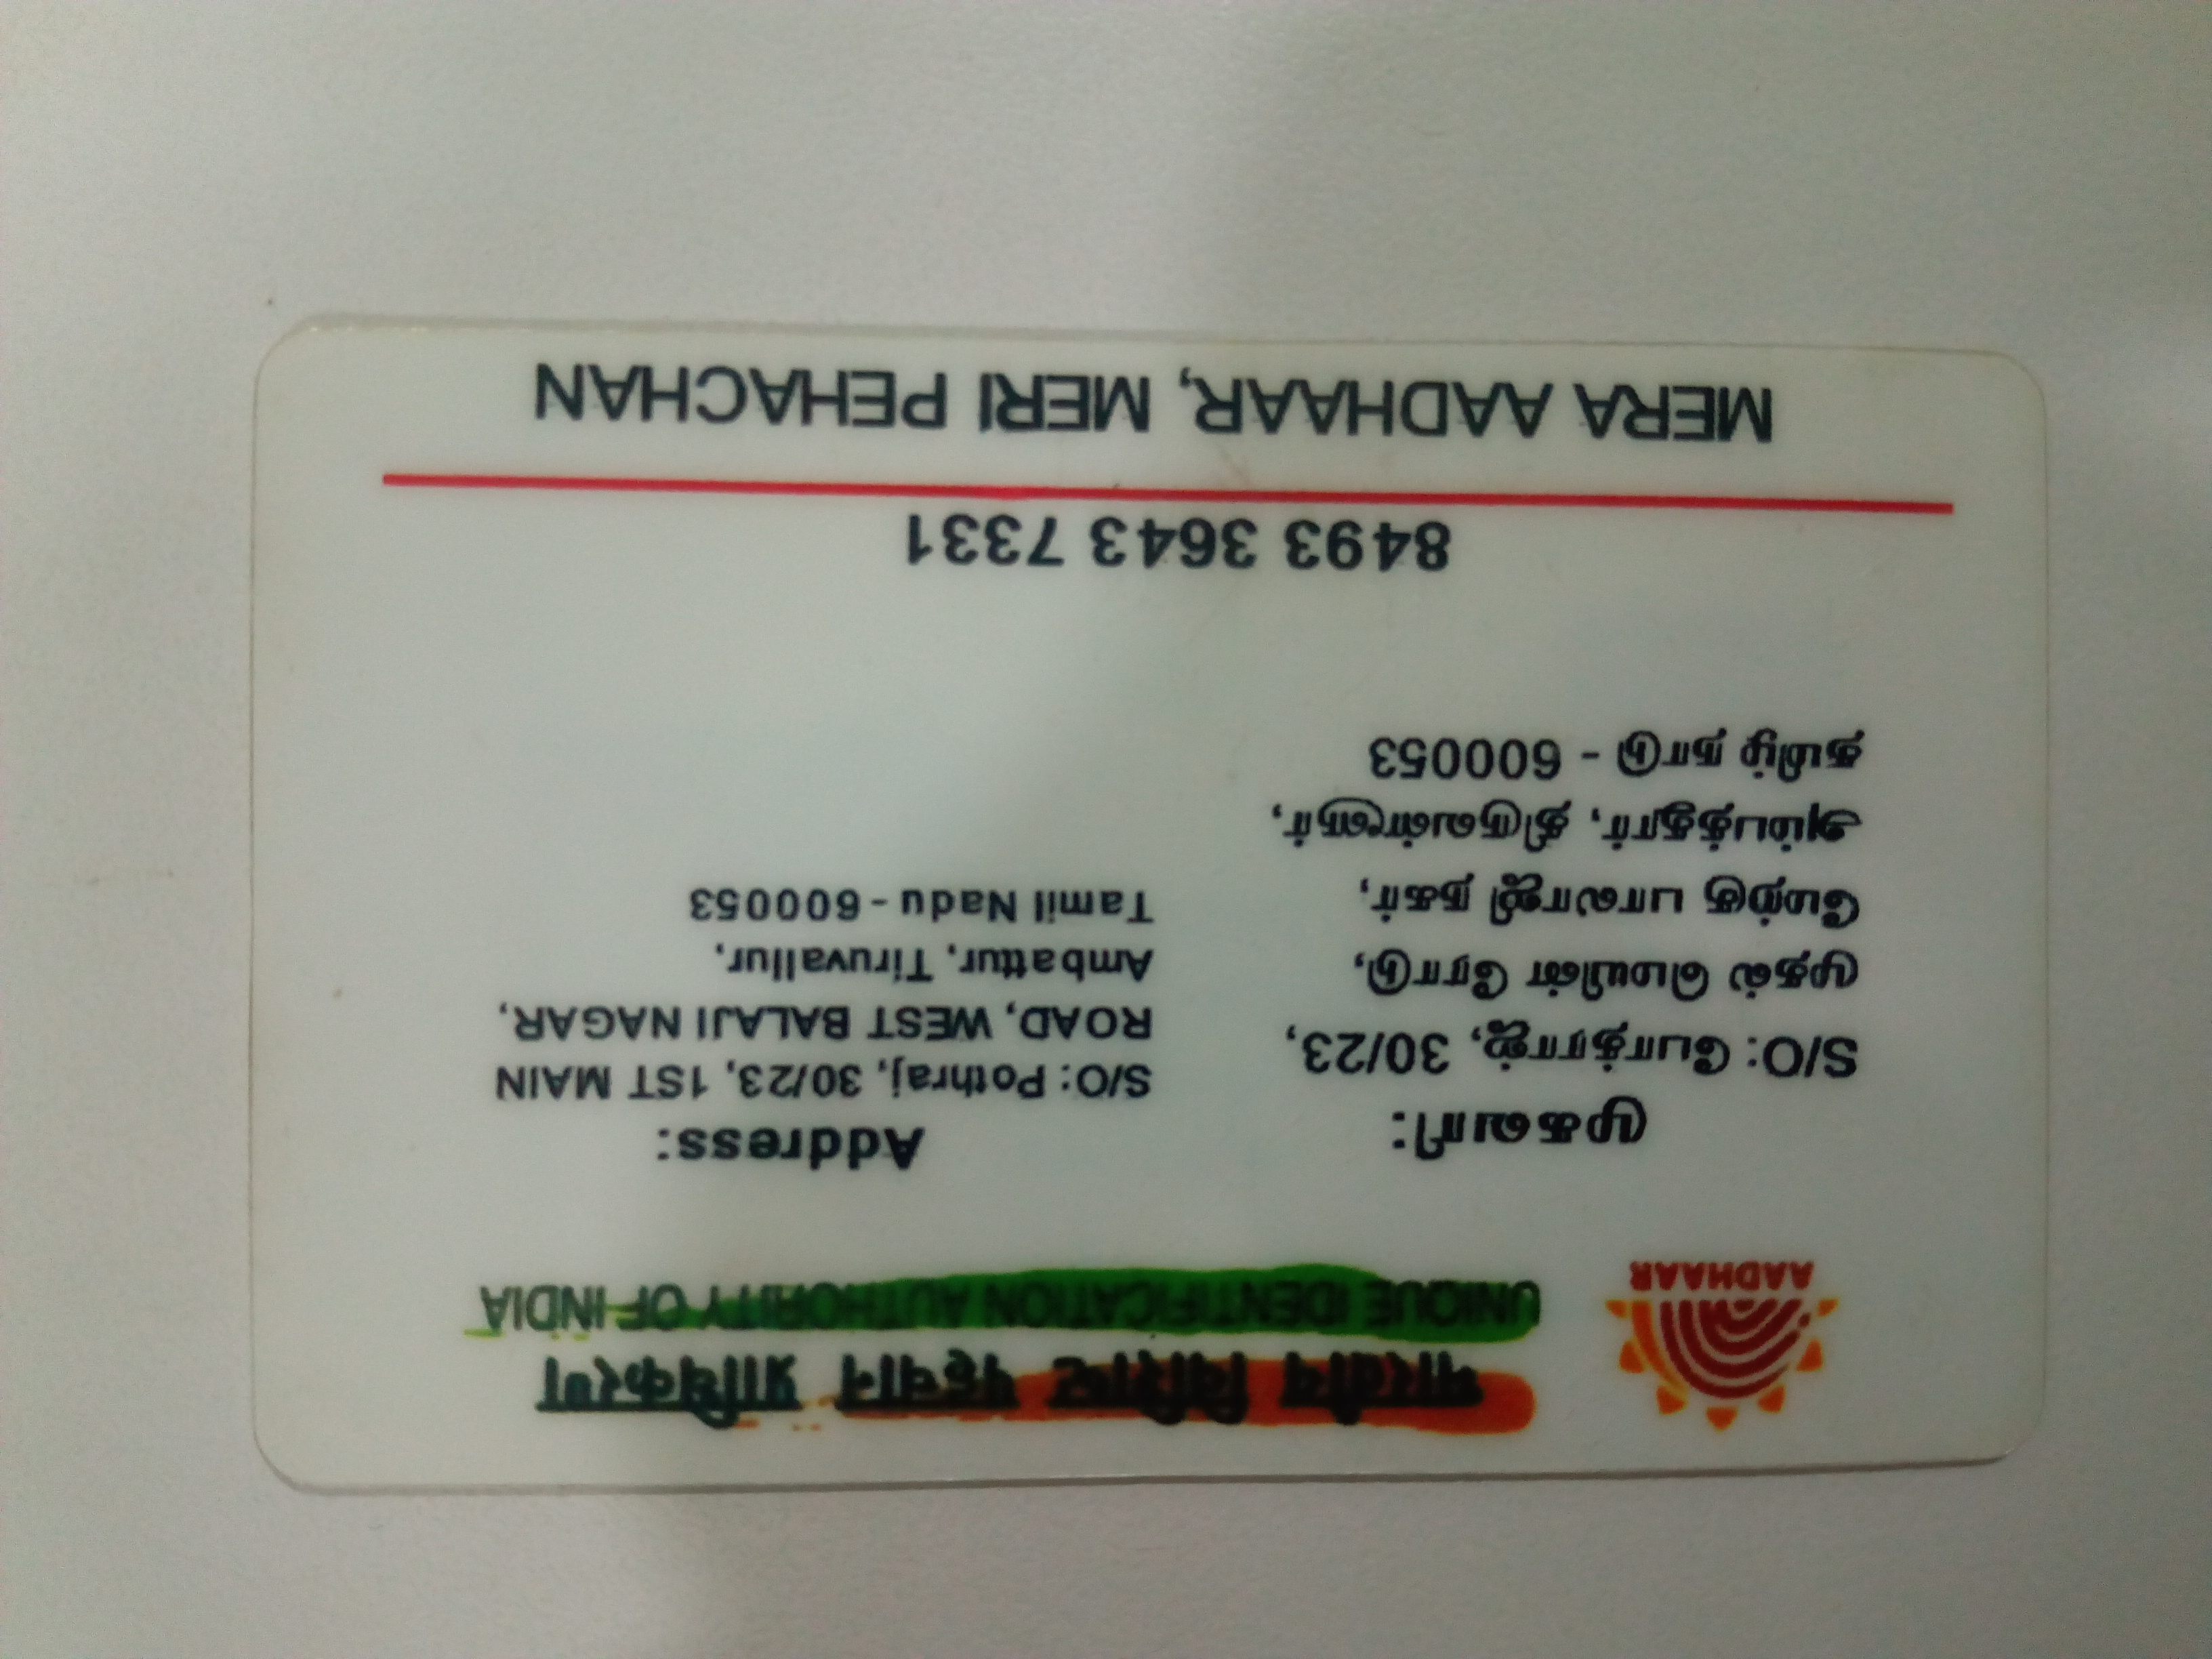 भारतीय विशिष्ट पहचान प्राधिकरण
UNIQUE IDENTIFICATION AUTHORITY OF INDIA
AADHAAR
முகவரி:
S/O: போத்ராஜ், 30/23,
முதல் மெயின் ரோடு,
மேற்கு பாலாஜி நகர்,
அம்பத்தூர், திருவள்ளூர்,
தமிழ் நாடு - 600053
Address:
S/O: Pothraj, 30/23, 1ST MAIN
ROAD, WEST BALAJI NAGAR,
Ambattur, Tiruvallur,
Tamil Nadu - 600053
8493 3643 7331
MERA AADHAAR, MERI PEHACHAN